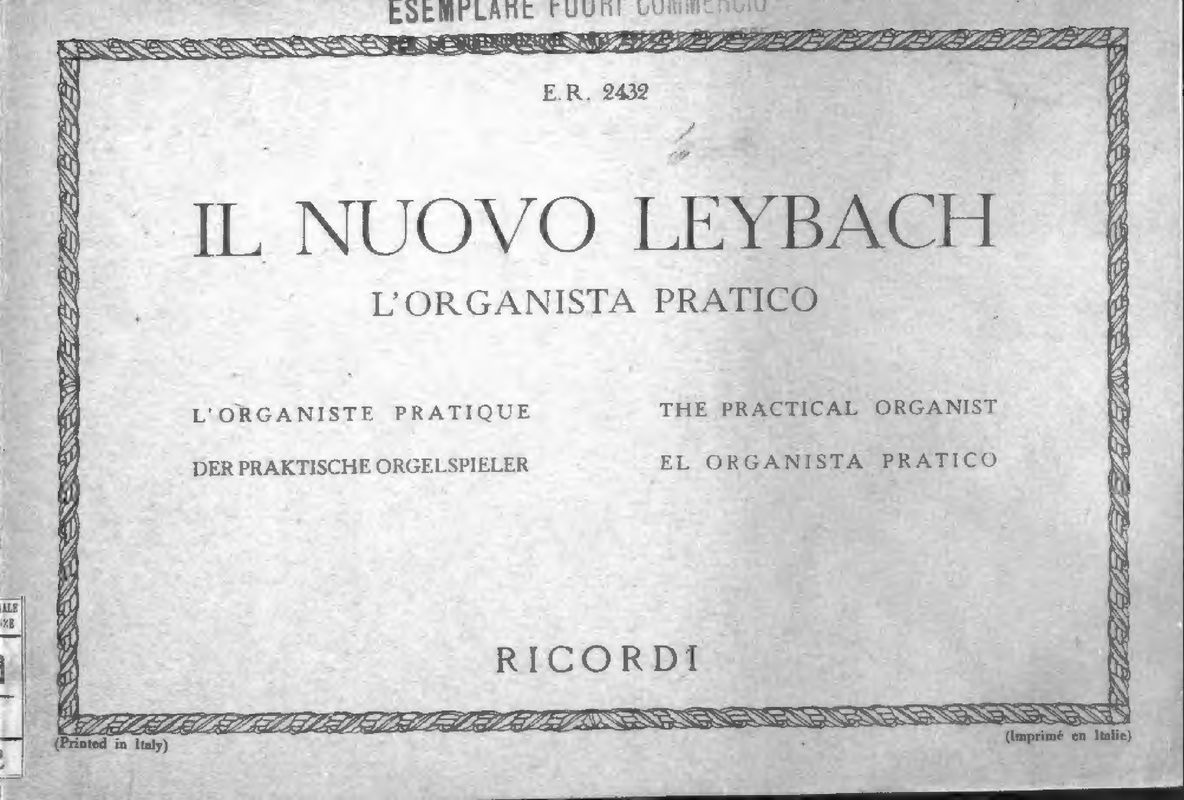 ESEMPLARE FUORI COMMERCIO
E. R. 2432
IL NUOVO LEYBACH
L'ORGANISTA PRATICO
L'ORGANISTE PRATIQUE
THE PRACTICAL ORGANIST
DER PRAKTISCHE ORGELSPIELER
EL ORGANISTA PRATICO
RICORDI
(Printed in Italy)
(Imprimé en Italie)